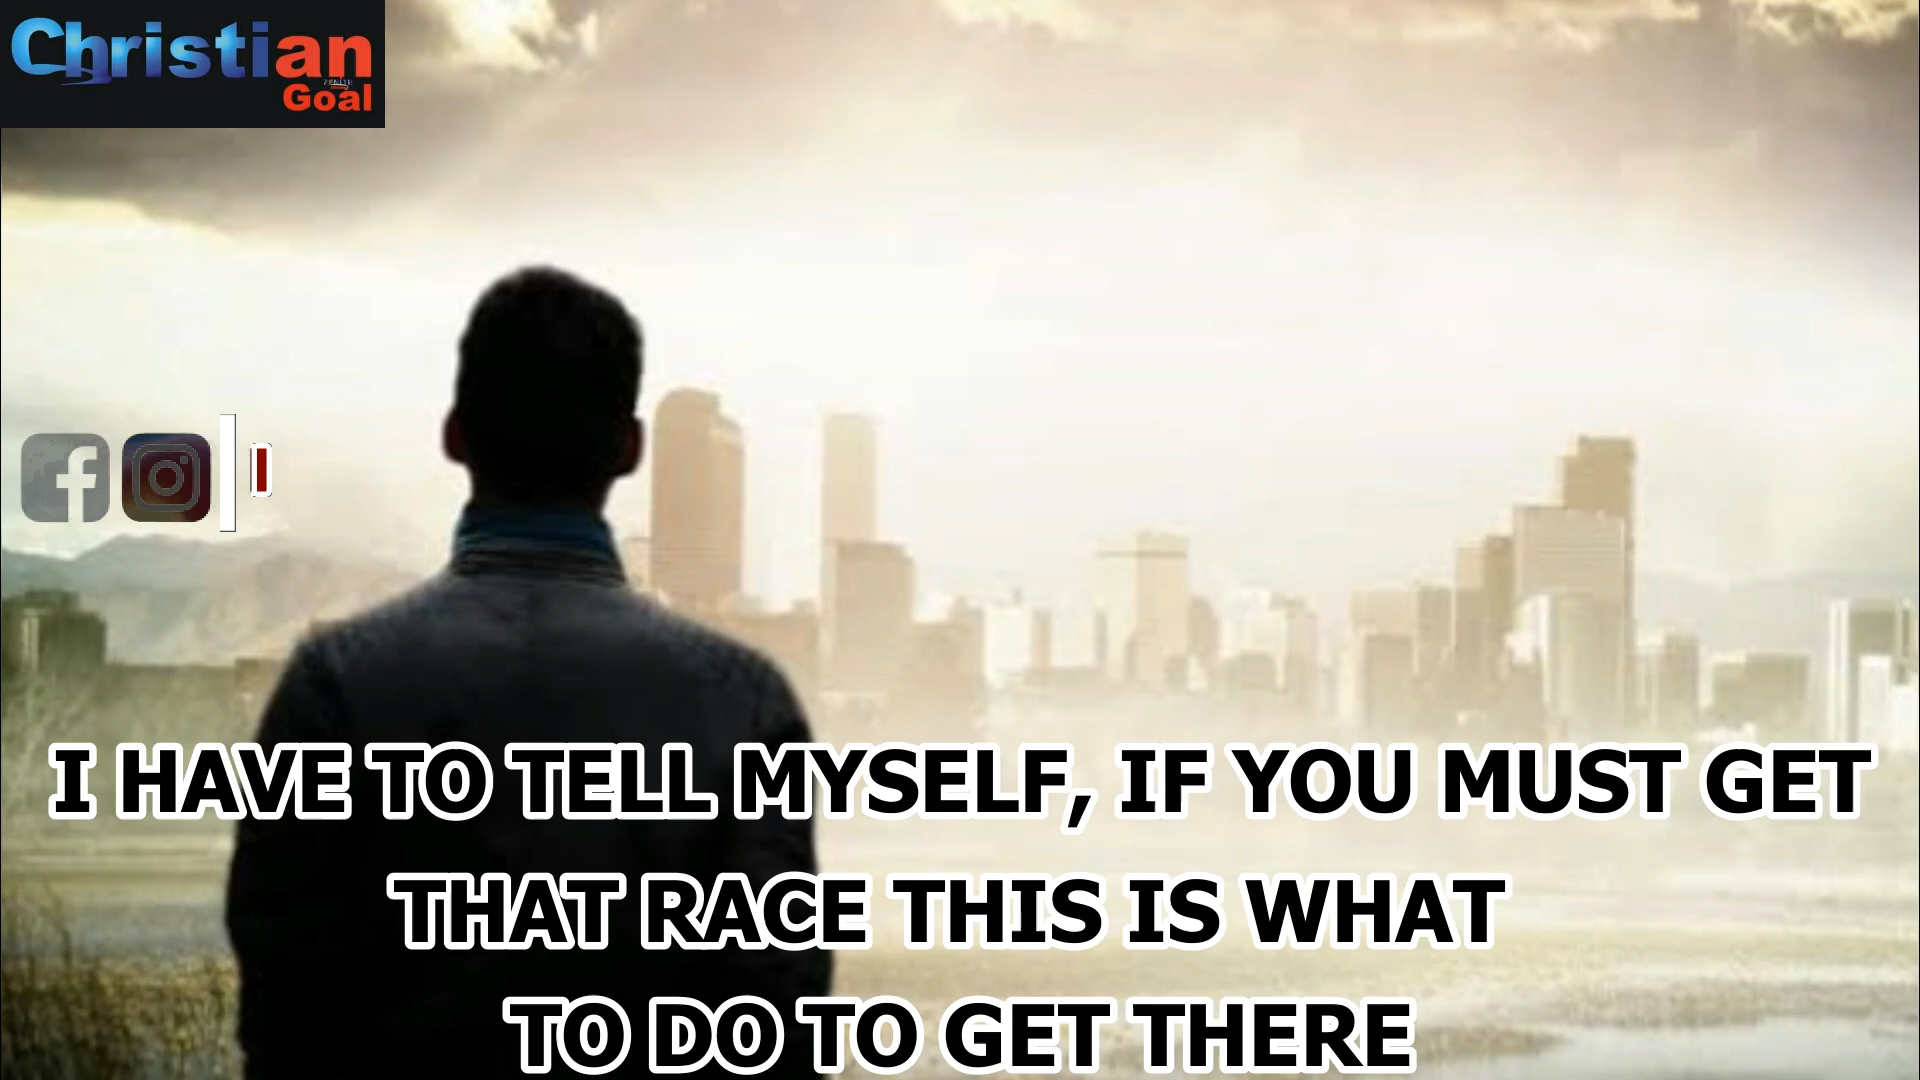 Christian
ZENITH
Goal
I HAVE TO TELL MYSELF, IF YOU MUST GET
THAT RACE THIS IS WHAT
TO DO TO GET THERE